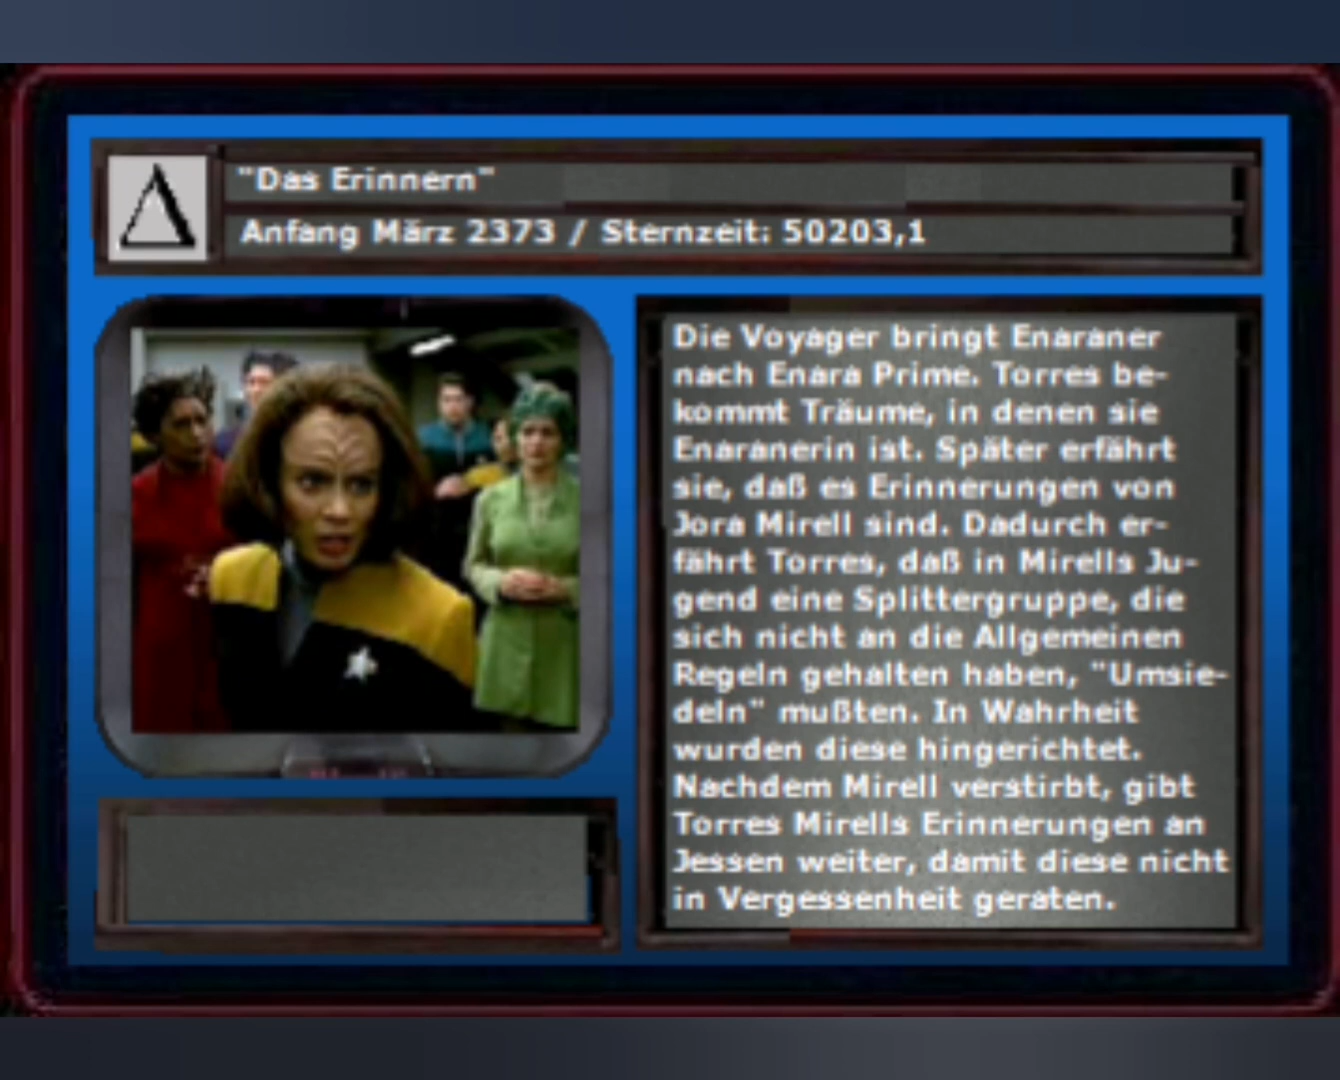 "Das Erinnern"
Anfang März 2373 / Sternzeit: 50203,1
Die Voyager bringt Enaraner
nach Enara Prime. Torres be-
kommt Träume, in denen sie
Enaranerin ist. Später erfährt
sie, daß es Erinnerungen von
Jora Mirell sind. Dadurch er-
fährt Torres, daß in Mirells Ju-
gend eine Splittergruppe, die
sich nicht an die Allgemeinen
Regeln gehalten haben, "Umsie-
deln" mußten. In Wahrheit
wurden diese hingerichtet.
Nachdem Mirell verstirbt, gibt
Torres Mirells Erinnerungen an
Jessen weiter, damit diese nicht
in Vergessenheit geraten.